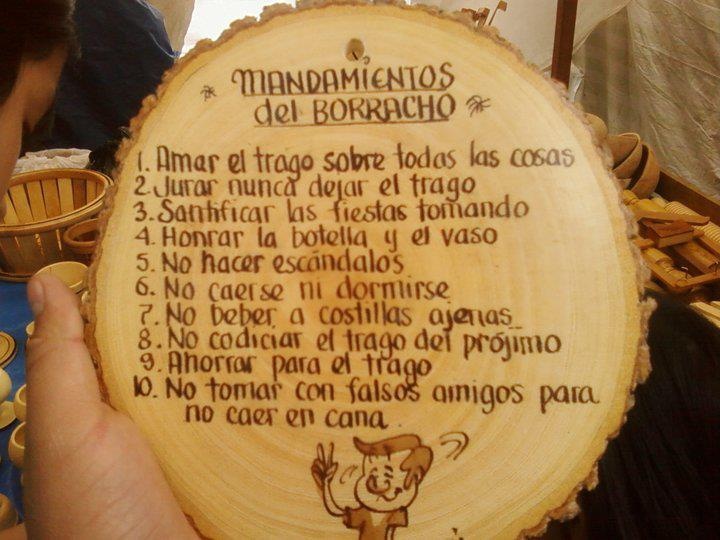 MANDAMIENTOS
del BORRACHO
1. Amar el trago sobre todas las cosas
2. Jurar nunca dejar el trago
3. Santificar las fiestas tomando
4. Honrar la botella y el vaso
5. No hacer escándalos
6. No caerse ni dormirse
7. No beber a costillas ajenas
8. No codiciar el trago del prójimo
9. Ahorrar para el trago
10. No tomar con falsos amigos para
no caer en cana.